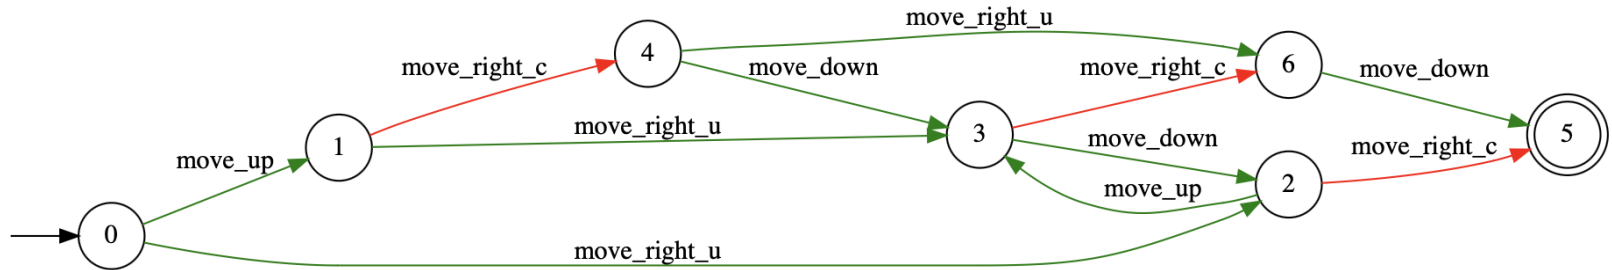 move_right_u
4
move_right_c
move_down
move_right_c
6
move_down
move_right_u
3
1
5
move_down
move_right_c
move_up
move_up
2
0
move_right_u